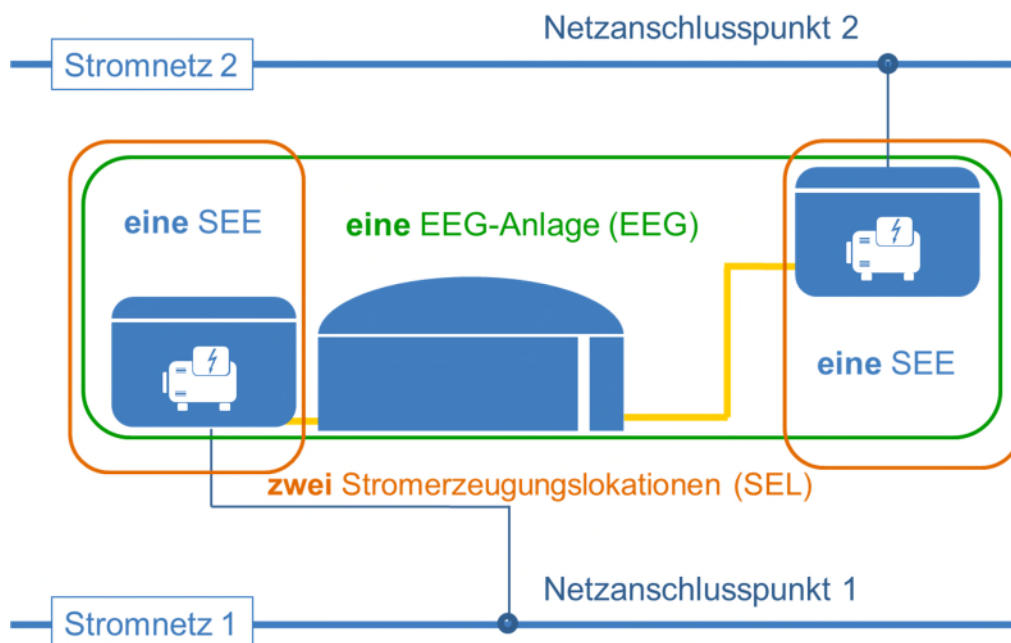 Netzanschlusspunkt 2
Stromnetz 2
eine SEE
eine EEG-Anlage (EEG)
eine SEE
zwei Stromerzeugungslokationen (SEL)
Netzanschlusspunkt 1
Stromnetz 1